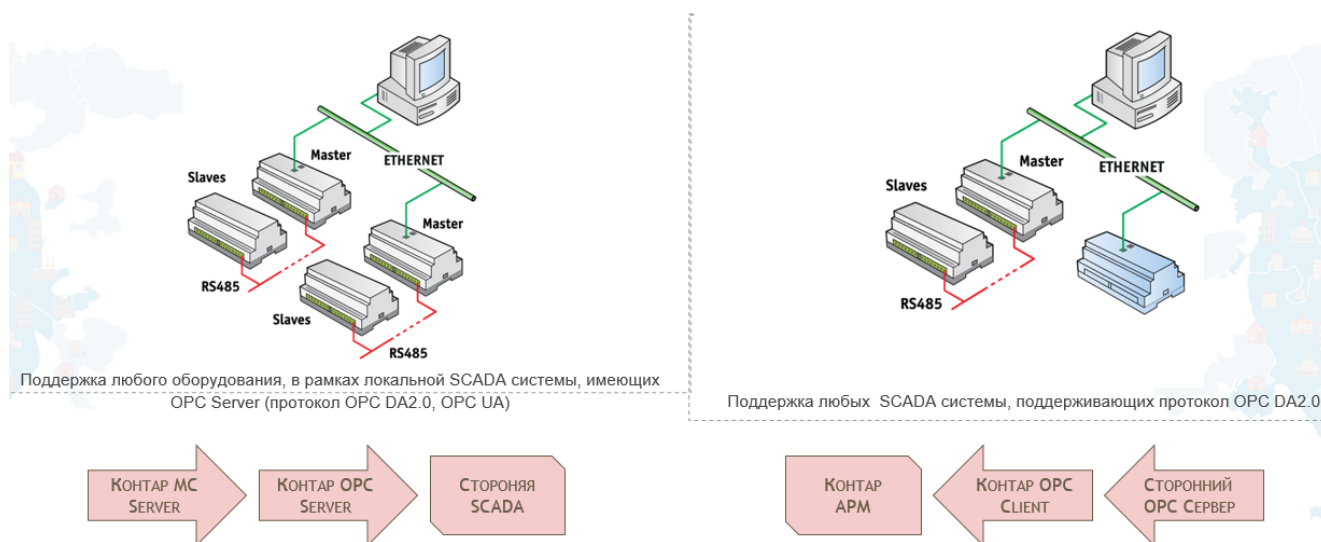 Master
ETHERNET
Slaves
Master
RS485
Slaves
RS485
Поддержка любого оборудования, в рамках локальной SCADA системы, имеющих
OPC Server (протокол OPC DA2.0, OPC UA)
Контар MC
Server
Контар OPC
Server
Стороняя
SCADA
Master
ETHERNET
Slaves
RS485
Поддержка любых SCADA системы, поддерживающих протокол OPC DA2.0
Контар
АРМ
Контар OPC
Client
Сторонний
OPC Сервер